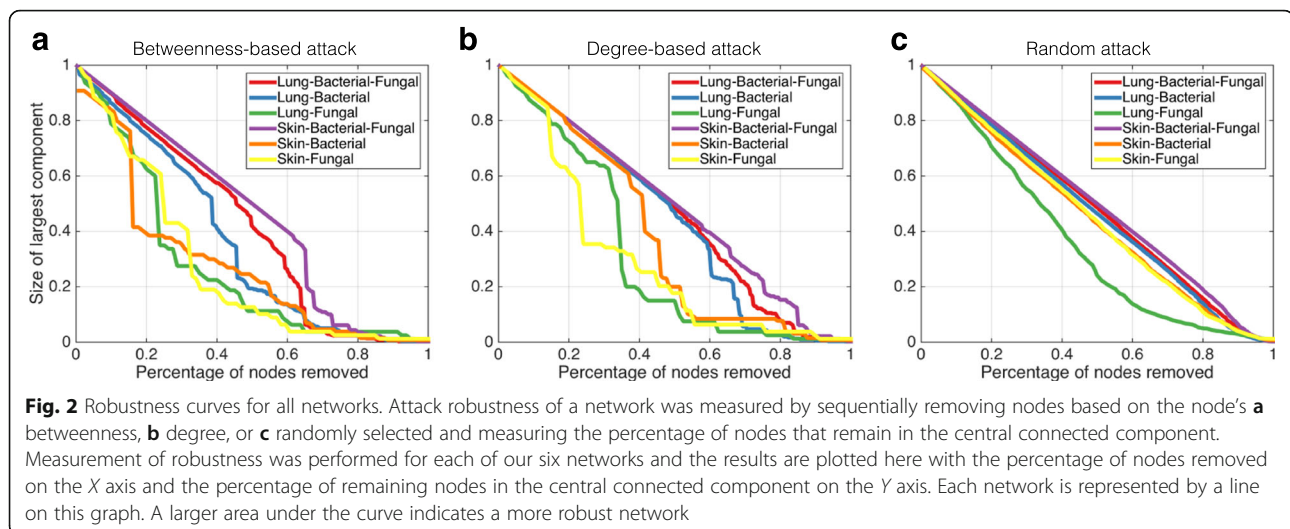 a
Betweenness-based attack
Size of largest component
1
0.8
0.6
0.4
0.2
0
0
0.2
0.4
0.6
0.8
1
Lung-Bacterial-Fungal
Lung-Bacterial
Lung-Fungal
Skin-Bacterial-Fungal
Skin-Bacterial
Skin-Fungal
Percentage of nodes removed
b
Degree-based attack
1
0.8
0.6
0.4
0.2
0
0
0.2
0.4
0.6
0.8
1
Lung-Bacterial-Fungal
Lung-Bacterial
Lung-Fungal
Skin-Bacterial-Fungal
Skin-Bacterial
Skin-Fungal
Percentage of nodes removed
c
Random attack
1
0.8
0.6
0.4
0.2
0
0
0.2
0.4
0.6
0.8
1
Lung-Bacterial-Fungal
Lung-Bacterial
Lung-Fungal
Skin-Bacterial-Fungal
Skin-Bacterial
Skin-Fungal
Percentage of nodes removed
Fig. 2 Robustness curves for all networks. Attack robustness of a network was measured by sequentially removing nodes based on the node's a
betweenness, b degree, or c randomly selected and measuring the percentage of nodes that remain in the central connected component.
Measurement of robustness was performed for each of our six networks and the results are plotted here with the percentage of nodes removed
on the X axis and the percentage of remaining nodes in the central connected component on the Y axis. Each network is represented by a line
on this graph. A larger area under the curve indicates a more robust network